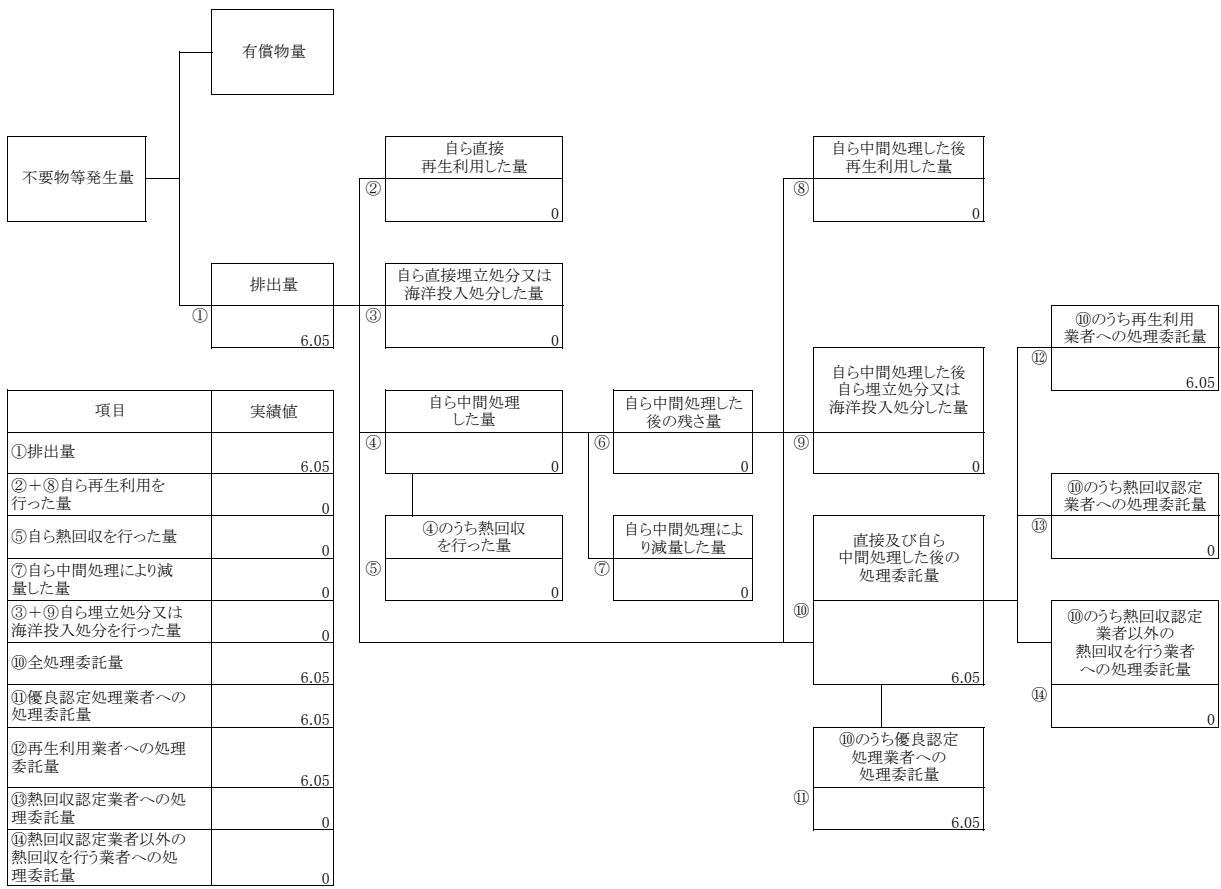 有償物量
不要物等発生量
排出量
①
6.05
自ら直接
再生利用した量
②
0
自ら直接埋立処分又は
海洋投入処分した量
③
0
自ら中間処理
した量
④
0
④のうち熱回収
を行った量
⑤
0
自ら中間処理した
後の残さ量
⑥
0
自ら中間処理によ
り減量した量
⑦
0
自ら中間処理した後
再生利用した量
⑧
0
自ら中間処理した後
自ら埋立処分又は
海洋投入処分した量
⑨
0
直接及び自ら
中間処理した後の
処理委託量
⑩
6.05
⑩のうち優良認定
処理業者への
処理委託量
⑪
6.05
⑩のうち再生利用
業者への処理委託量
⑫
6.05
⑩のうち熱回収認定
業者への処理委託量
⑬
0
⑩のうち熱回収認定
業者以外の
熱回収を行う業者
への処理委託量
⑭
0
項目 実績値
①排出量
6.05
②＋⑧自ら再生利用を
行った量
0
⑤自ら熱回収を行った量
0
⑦自ら中間処理により減
量した量
0
③＋⑨自ら埋立処分又は
海洋投入処分を行った量
0
⑩全処理委託量
6.05
⑪優良認定処理業者への
処理委託量
6.05
⑫再生利用業者への処理
委託量
6.05
⑬熱回収認定業者への処
理委託量
0
⑭熱回収認定業者以外の
熱回収を行う業者への処
理委託量
0